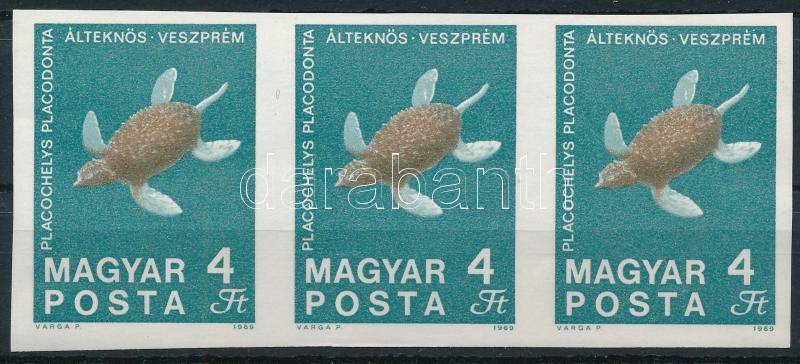 ÁLTEKNŐS · VESZPRÉM
PLACOCHELYS PLACODONTA
MAGYAR 4
POSTA Ft
VARGA P. 1969
ÁLTEKNŐS · VESZPRÉM
PLACOCHELYS PLACODONTA
MAGYAR 4
POSTA Ft
VARGA P. 1969
ÁLTEKNŐS · VESZPRÉM
PLACOCHELYS PLACODONTA
MAGYAR 4
POSTA Ft
VARGA P. 1969
darabanth